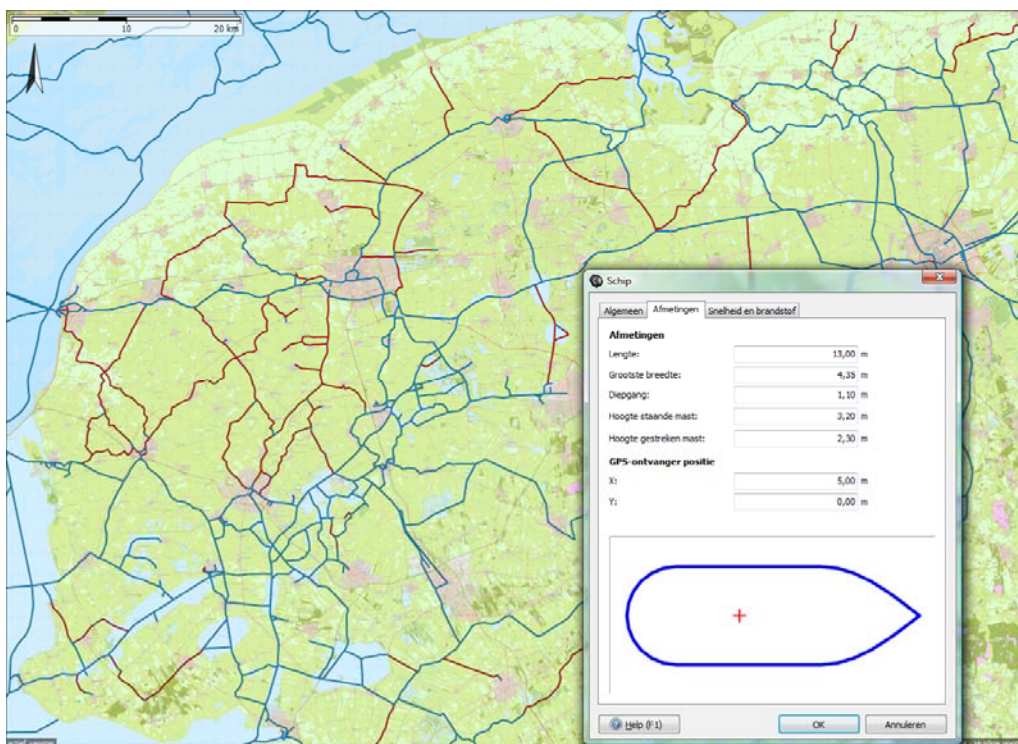 0 10 20 km
Schip
Algemeen Afmetingen Snelheid en brandstof
Afmetingen
Lengte: 13,00 m
Grootste breedte: 4,35 m
Diepgang: 1,10 m
Hoogte staande mast: 3,20 m
Hoogte gestreken mast: 2,30 m
GPS-ontvanger positie
X: 5,00 m
Y: 0,00 m
Help (F1) OK Annuleren